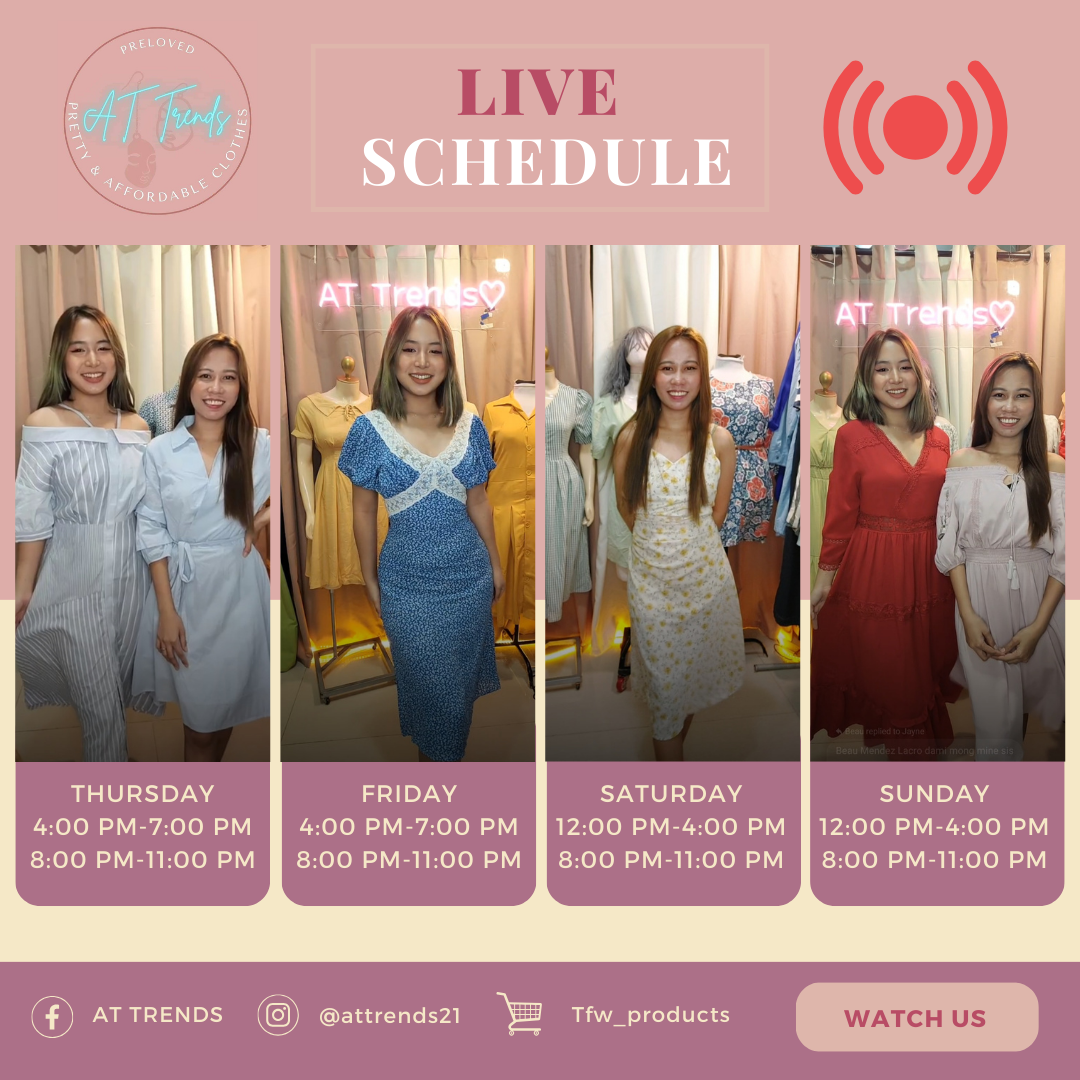 PRELOVED
AT Trends
PRETTY & AFFORDABLE CLOTHES
LIVE
SCHEDULE
AT Trends♡
AT Trends♡
Beau replied to Jayne
Beau Mendez Lacro dami mong mine a/s
THURSDAY
4:00 PM-7:00 PM
8:00 PM-11:00 PM
FRIDAY
4:00 PM-7:00 PM
8:00 PM-11:00 PM
SATURDAY
12:00 PM-4:00 PM
8:00 PM-11:00 PM
SUNDAY
12:00 PM-4:00 PM
8:00 PM-11:00 PM
AT TRENDS
@attrends21
Tfw_products
WATCH US